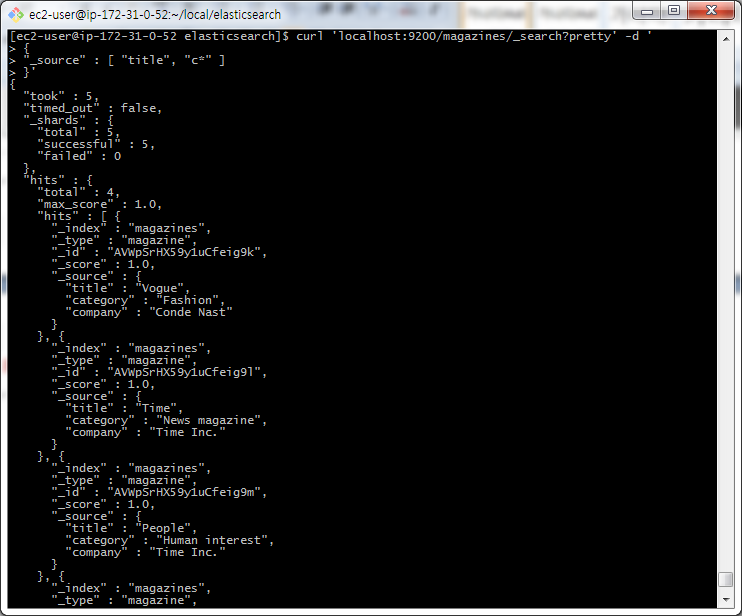 ec2-user@ip-172-31-0-52:~/local/elasticsearch
[ec2-user@ip-172-31-0-52 elasticsearch]$ curl 'localhost:9200/magazines/_search?pretty' -d '
> {
> "_source" : [ "title", "c*" ]
> }'
{
  "took" : 5,
  "timed_out" : false,
  "_shards" : {
    "total" : 5,
    "successful" : 5,
    "failed" : 0
  },
  "hits" : {
    "total" : 4,
    "max_score" : 1.0,
    "hits" : [ {
      "_index" : "magazines",
      "_type" : "magazine",
      "_id" : "AVWpSrHX59y1uCfeig9k",
      "_score" : 1.0,
      "_source" : {
        "title" : "Vogue",
        "category" : "Fashion",
        "company" : "Conde Nast"
      }
    }, {
      "_index" : "magazines",
      "_type" : "magazine",
      "_id" : "AVWpSrHX59y1uCfeig9l",
      "_score" : 1.0,
      "_source" : {
        "title" : "Time",
        "category" : "News magazine",
        "company" : "Time Inc."
      }
    }, {
      "_index" : "magazines",
      "_type" : "magazine",
      "_id" : "AVWpSrHX59y1uCfeig9m",
      "_score" : 1.0,
      "_source" : {
        "title" : "People",
        "category" : "Human interest",
        "company" : "Time Inc."
      }
    }, {
      "_index" : "magazines",
      "_type" : "magazine",